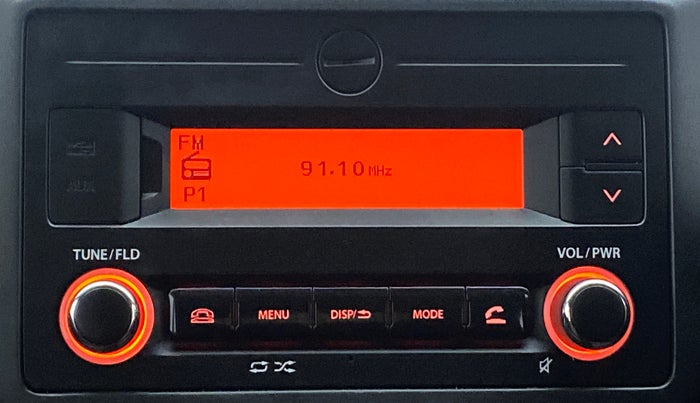 FM
91.10 MHz
P1
AUX
TUNE/FLD
VOL/PWR
MENU
DISP/
MODE